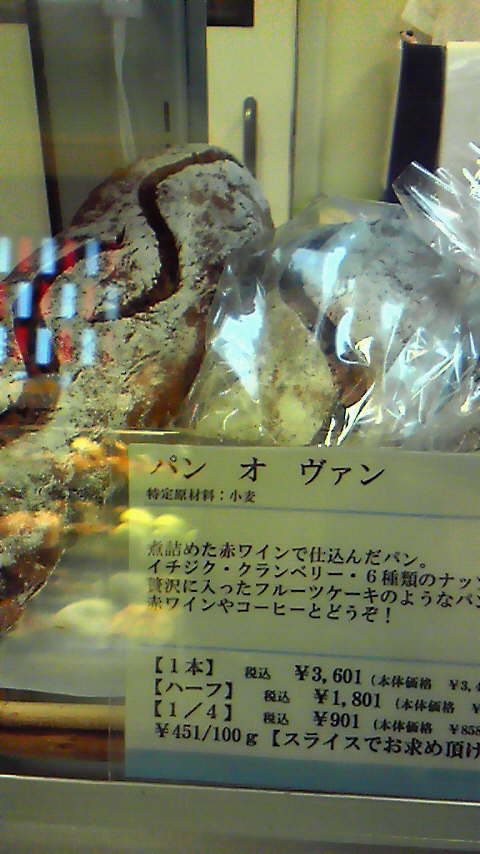 パン オ ヴァン
特定原材料：小麦
煮詰めた赤ワインで仕込んだパン。
イチジク・クランベリー・６種類のナッツ
贅沢に入ったフルーツケーキのようなパン
赤ワインやコーヒーとどうぞ！
【１本】 税込 ￥3,601（本体価格 ￥3,4
【ハーフ】 税込 ￥1,801（本体価格 ￥
【１/４】 税込 ￥901（本体価格 ￥858
￥451/100ｇ【スライスでお求め頂け